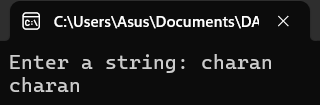 C:\Users\Asus\Documents\DA
Enter a string: charan
charan